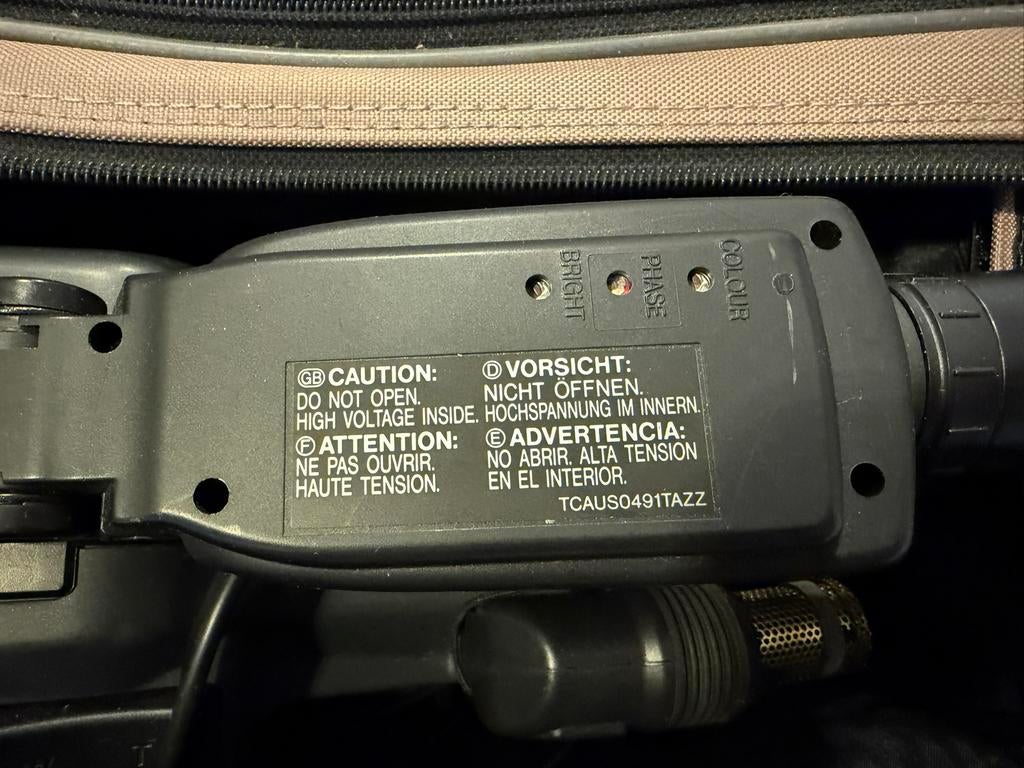 COLOUR
PHASE
BRIGHT
GB CAUTION:
DO NOT OPEN.
HIGH VOLTAGE INSIDE.
F ATTENTION:
NE PAS OUVRIR.
HAUTE TENSION.
D VORSICHT:
NICHT ÖFFNEN.
HOCHSPANNUNG IM INNERN.
E ADVERTENCIA:
NO ABRIR. ALTA TENSION
EN EL INTERIOR.
TCAUS0491TAZZ